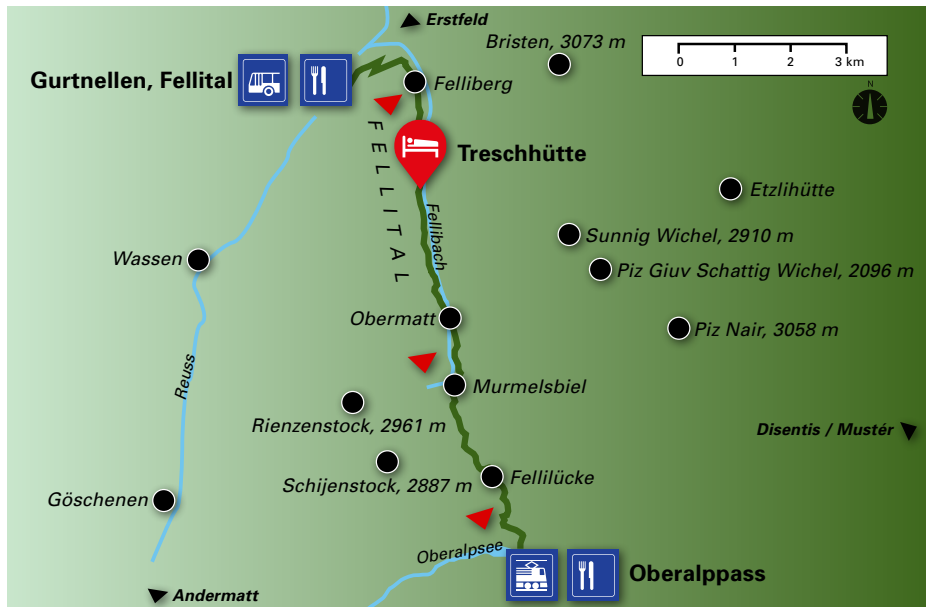 Erstfeld
Bristen, 3073 m
0 1 2 3 km
Gurtnellen, Fellital
Felliberg
N
FELLITAL
Treschhütte
Etzlihütte
Fellibach
Sunnig Wichel, 2910 m
Wassen
Piz Giuv Schattig Wichel, 2096 m
Obermatt
Piz Nair, 3058 m
Reuss
Murmelsbiel
Rienzenstock, 2961 m
Disentis / Mustér
Schijenstock, 2887 m
Fellilücke
Göschenen
Oberalpsee
Oberalppass
Andermatt